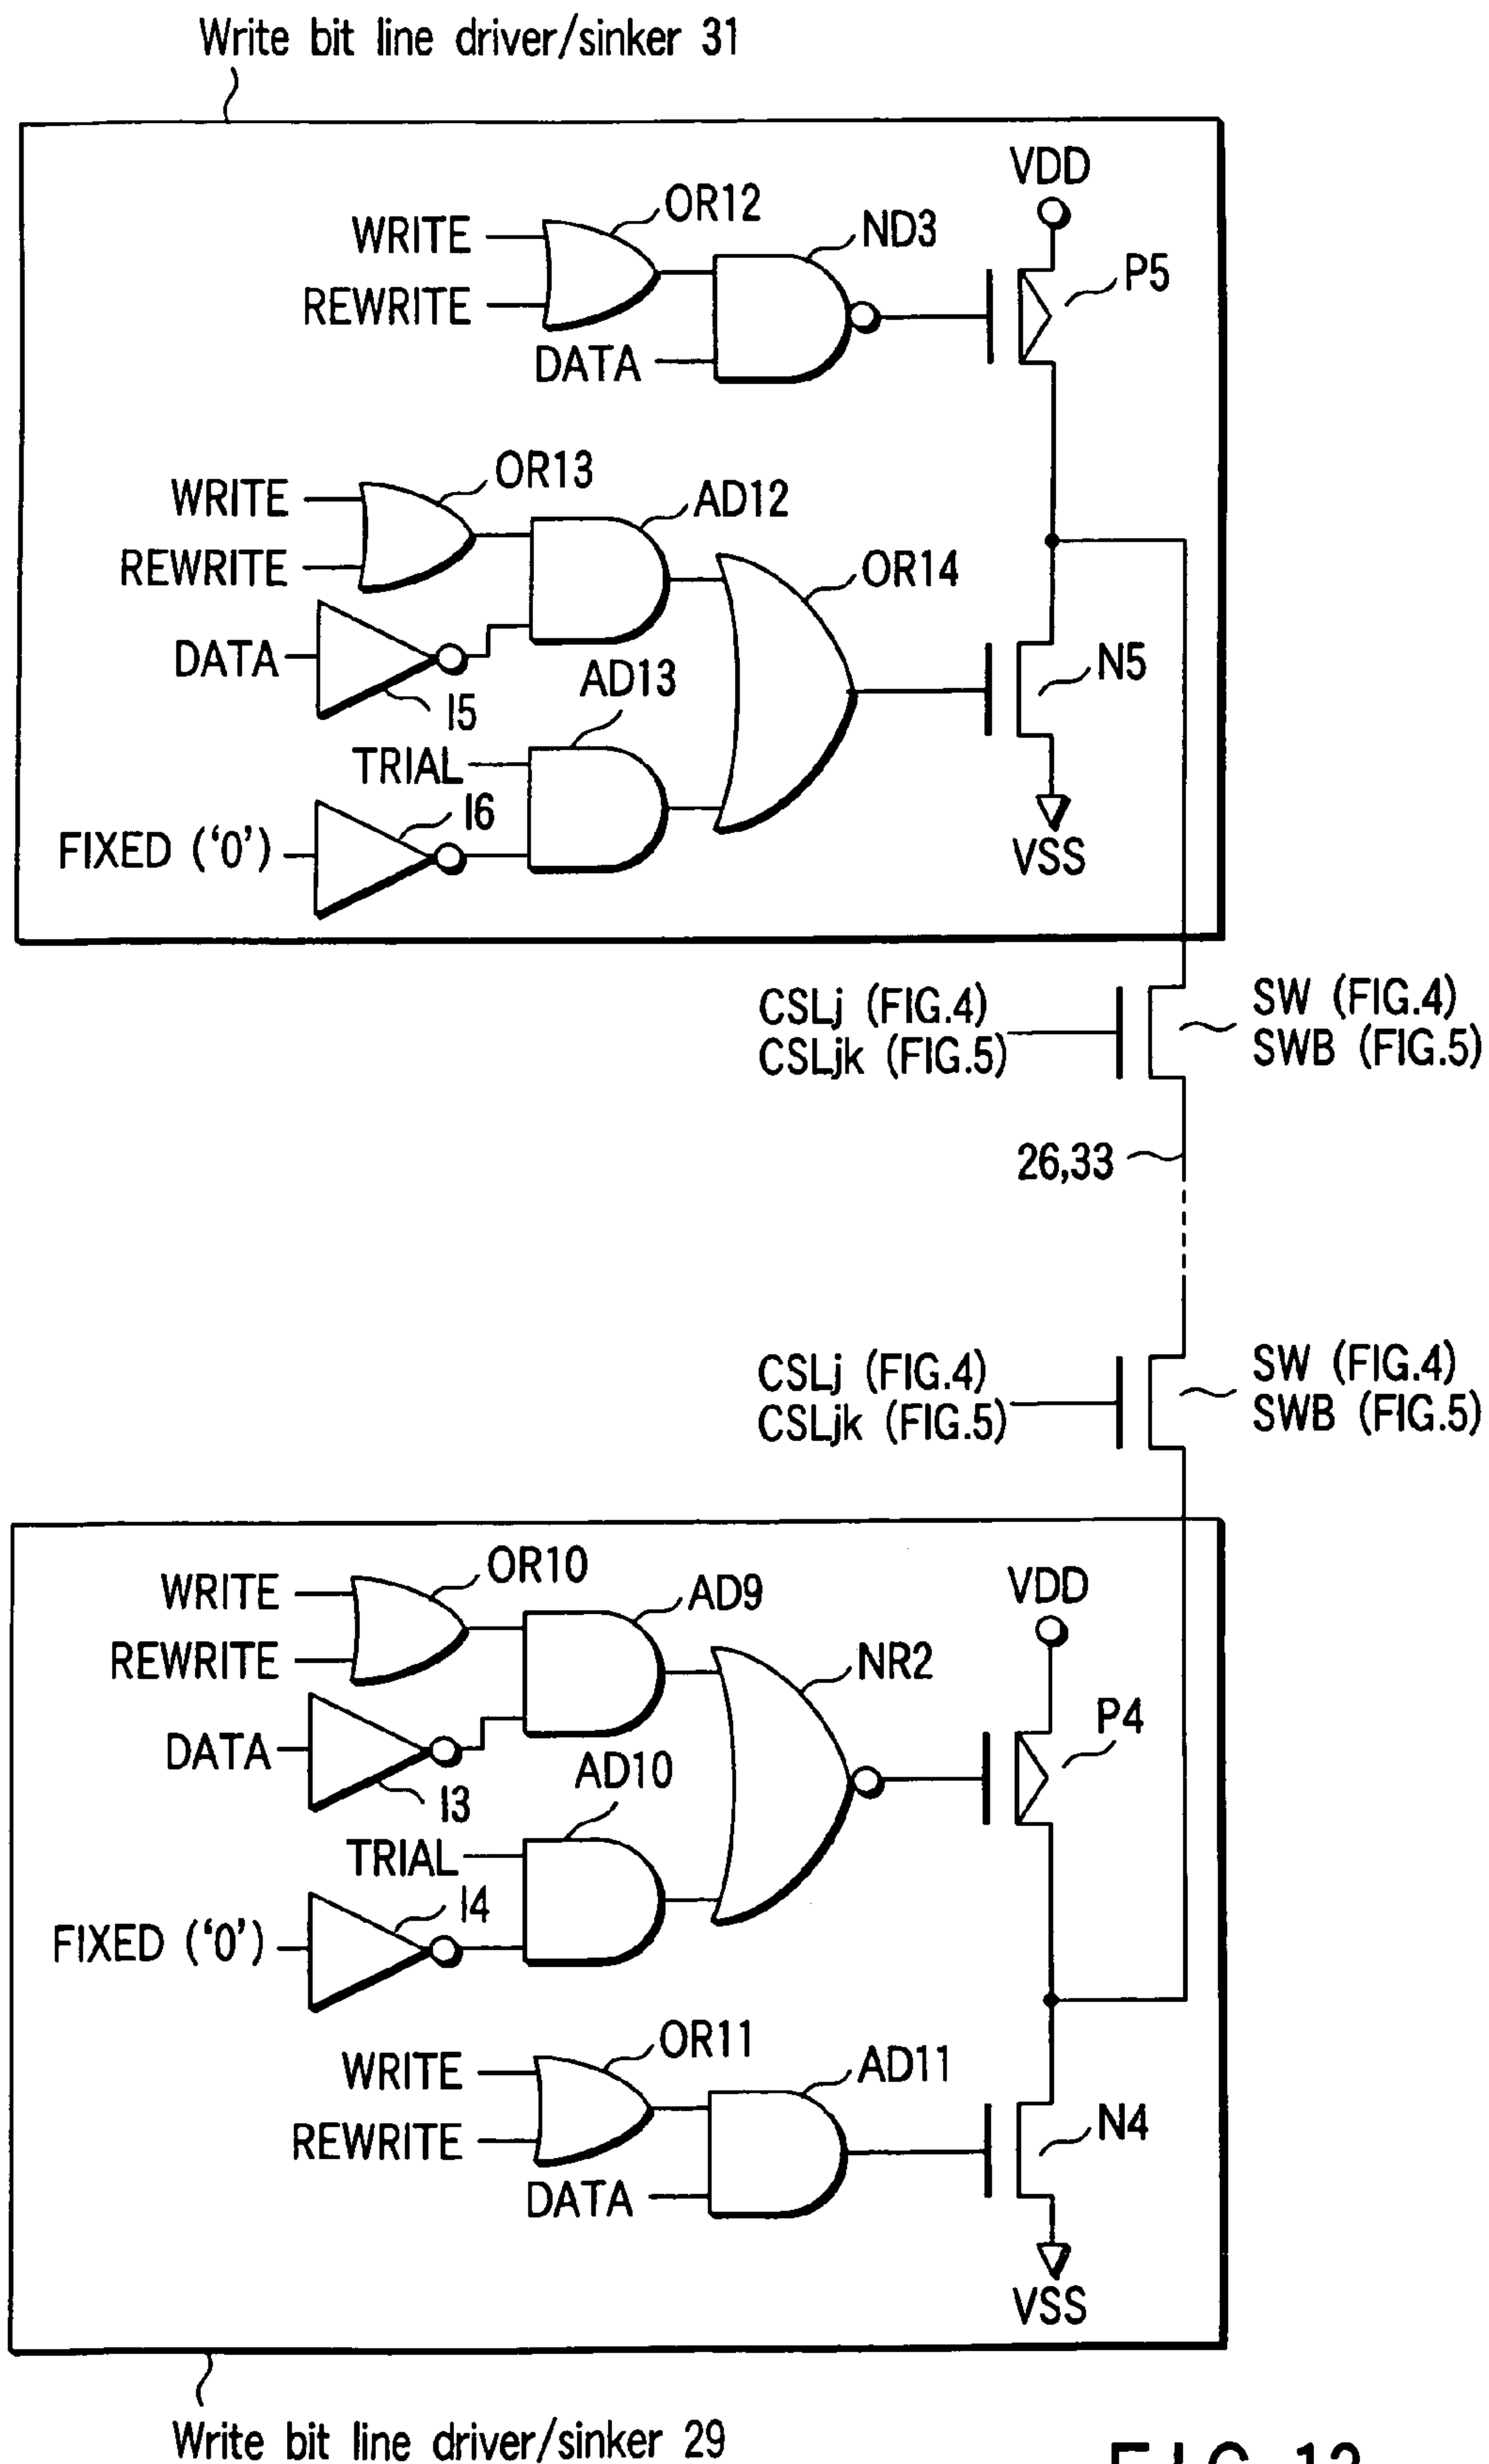 Write bit line driver/sinker 31
VDD
OR12
ND3
WRITE
P5
REWRITE
DATA
OR13
AD12
WRITE
OR14
REWRITE
DATA
AD13
N5
I5
TRIAL
I6
FIXED (‘0’)
VSS
CSLj (FIG.4)
SW (FIG.4)
CSLjk (FIG.5)
SWB (FIG.5)
26,33
CSLj (FIG.4)
SW (FIG.4)
CSLjk (FIG.5)
SWB (FIG.5)
OR10
AD9
VDD
WRITE
NR2
REWRITE
P4
DATA
AD10
I3
TRIAL
I4
FIXED (‘0’)
OR11
AD11
WRITE
N4
REWRITE
DATA
VSS
Write bit line driver/sinker 29